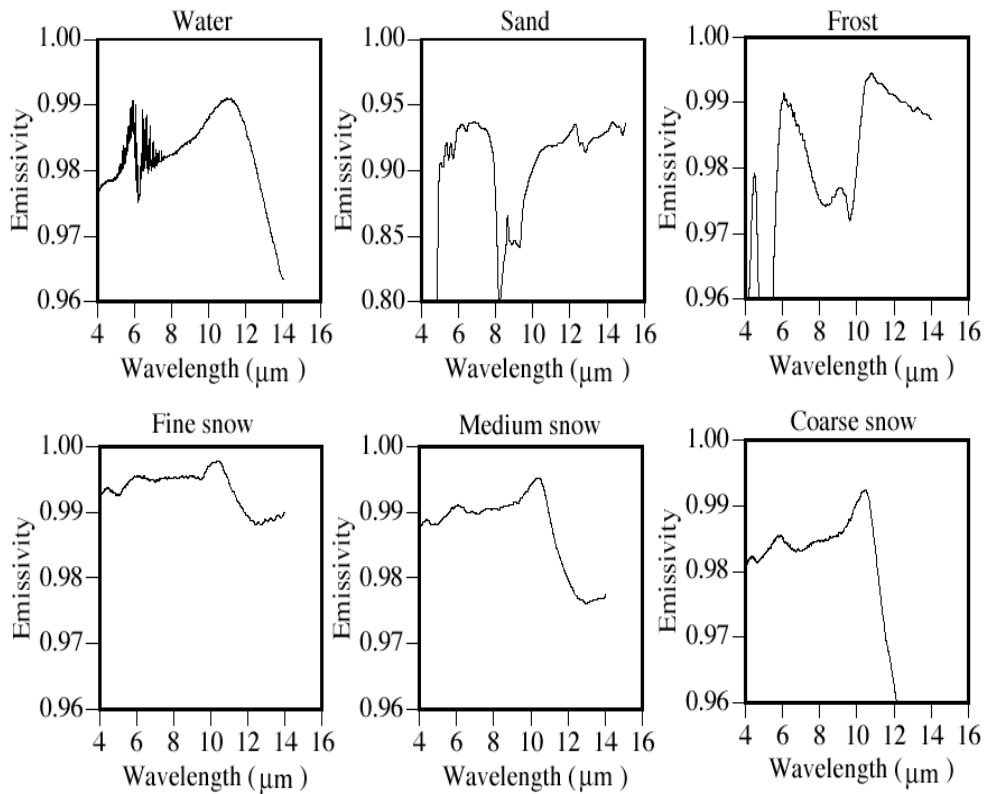 Water
Emissivity
1.00
0.99
0.98
0.97
0.96
4 6 8 10 12 14 16
Wavelength (μm )
Sand
Emissivity
1.00
0.95
0.90
0.85
0.80
4 6 8 10 12 14 16
Wavelength (μm )
Frost
Emissivity
1.00
0.99
0.98
0.97
0.96
4 6 8 10 12 14 16
Wavelength (μm )
Fine snow
Emissivity
1.00
0.99
0.98
0.97
0.96
4 6 8 10 12 14 16
Wavelength (μm )
Medium snow
Emissivity
1.00
0.99
0.98
0.97
0.96
4 6 8 10 12 14 16
Wavelength (μm )
Coarse snow
Emissivity
1.00
0.99
0.98
0.97
0.96
4 6 8 10 12 14 16
Wavelength (μm )